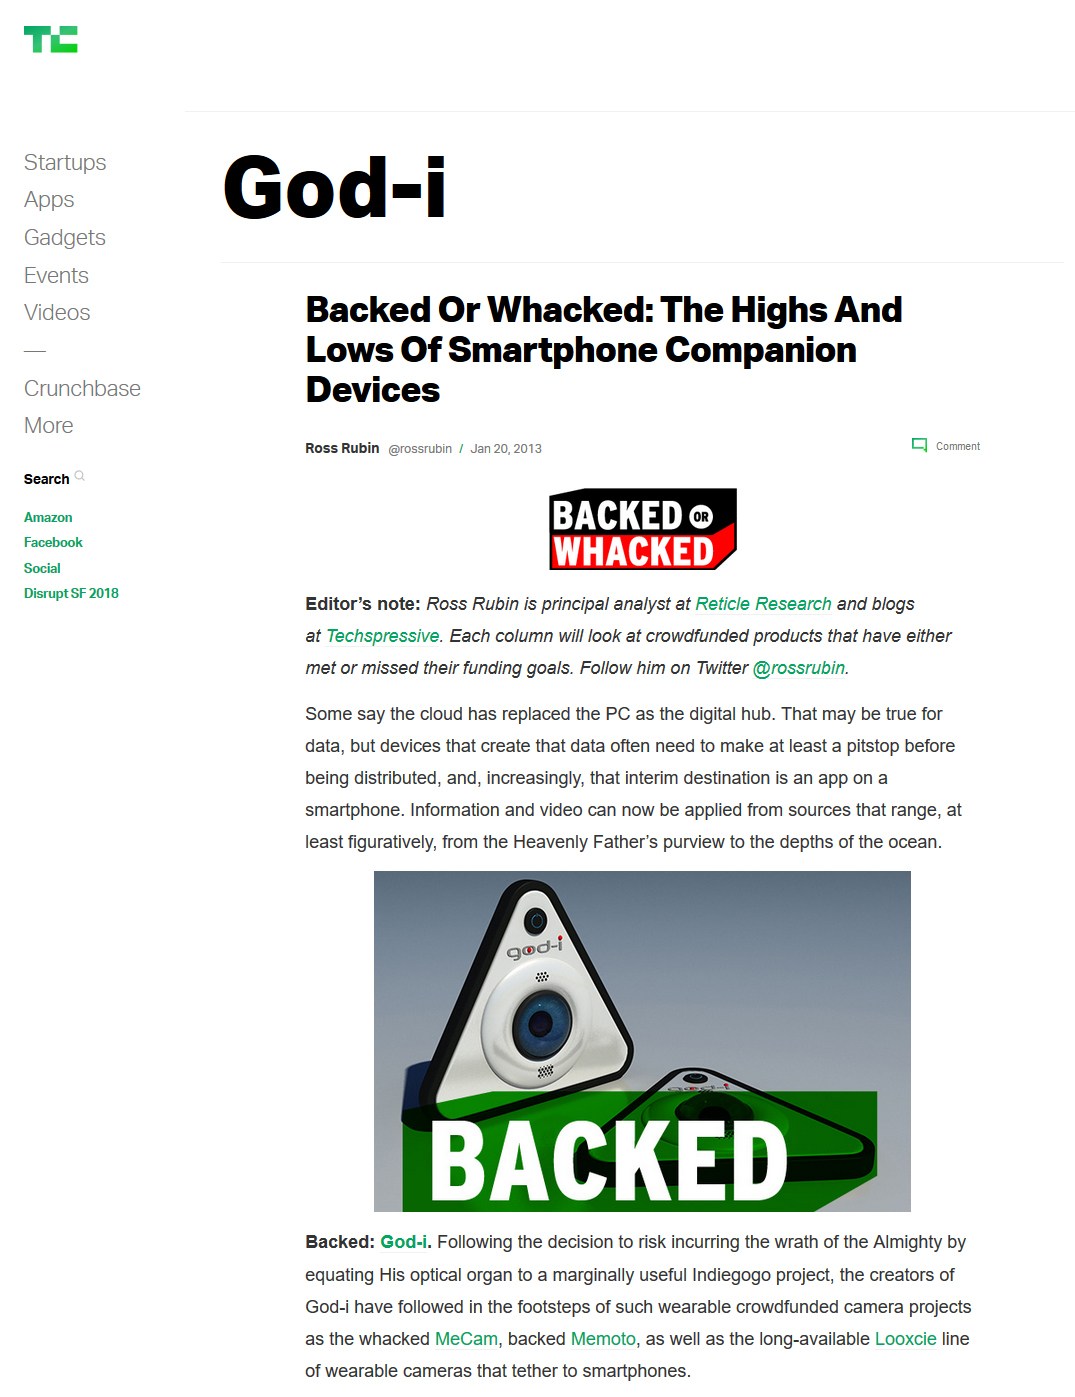 TC
God-i
Startups
Apps
Gadgets
Events
Videos
—
Crunchbase
More
Search
Amazon
Facebook
Social
Disrupt SF 2018
Backed Or Whacked: The Highs And
Lows Of Smartphone Companion
Devices
Ross Rubin @rossrubin / Jan 20, 2013
Comment
BACKED OR
WHACKED
Editor’s note: Ross Rubin is principal analyst at Reticle Research and blogs
at Techspressive. Each column will look at crowdfunded products that have either
met or missed their funding goals. Follow him on Twitter @rossrubin.
Some say the cloud has replaced the PC as the digital hub. That may be true for
data, but devices that create that data often need to make at least a pitstop before
being distributed, and, increasingly, that interim destination is an app on a
smartphone. Information and video can now be applied from sources that range, at
least figuratively, from the Heavenly Father’s purview to the depths of the ocean.
god-i
god-i
BACKED
Backed: God-i. Following the decision to risk incurring the wrath of the Almighty by
equating His optical organ to a marginally useful Indiegogo project, the creators of
God-i have followed in the footsteps of such wearable crowdfunded camera projects
as the whacked MeCam, backed Memoto, as well as the long-available Looxcie line
of wearable cameras that tether to smartphones.